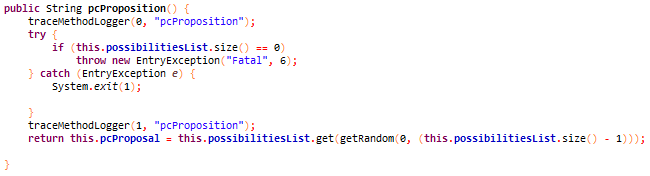 public String pcProposition() {
traceMethodLogger(0, "pcProposition");
try {
if (this.possibilitiesList.size() == 0)
throw new EntryException("Fatal", 6);
} catch (EntryException e) {
System.exit(1);
}
traceMethodLogger(1, "pcProposition");
return this.pcProposal = this.possibilitiesList.get(getRandom(0, (this.possibilitiesList.size() - 1)));
}